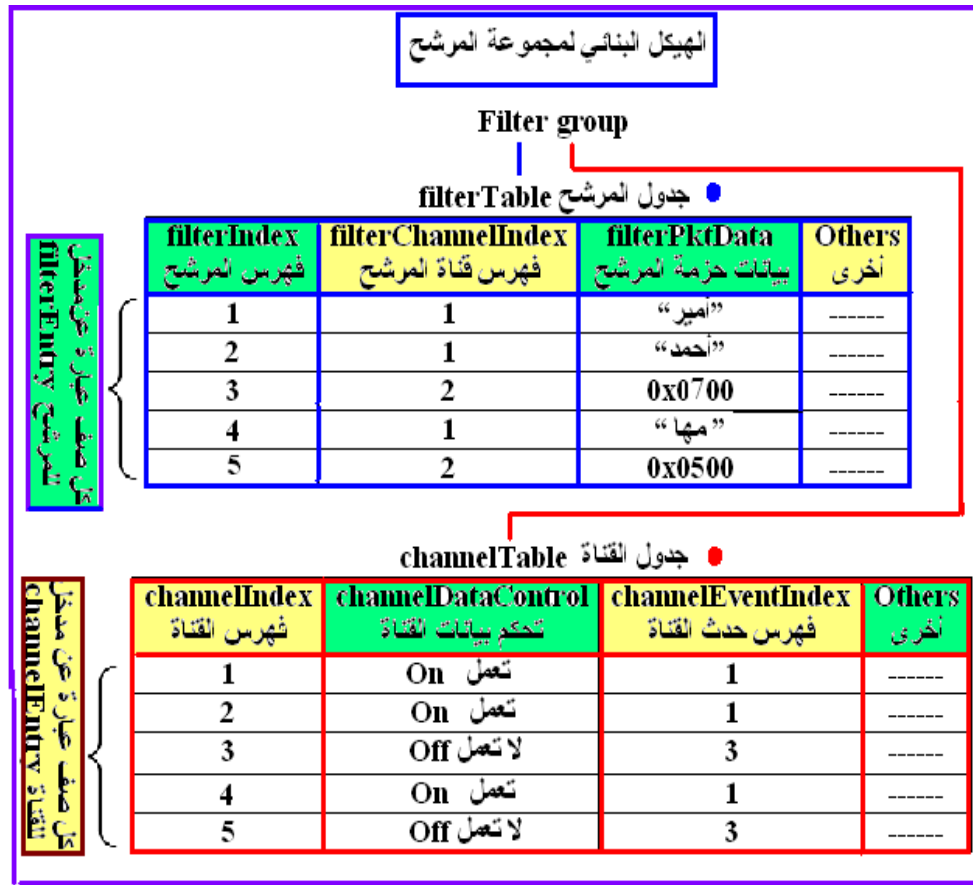 الهيكل البنائي لمجموعة المرشح
Filter group
جدول المرشح filterTable
filterIndex filterChannelIndex filterPktData Others
فهرس المرشح فهرس قناة المرشح بيانات حزمة المرشح أخرى
1 1 ”أمير“ ------
2 1 ”أحمد“ ------
3 2 0x0700 ------
4 1 ”مها“ ------
5 2 0x0500 ------
كل صف عبارة عن مدخل
للمرشح filterEntry
جدول القناة channelTable
channelIndex channelDataControl channelEventIndex Others
فهرس القناة تحكم بيانات القناة فهرس حدث القناة أخرى
1 تعمل On 1 ------
2 تعمل On 1 ------
3 لا تعمل Off 3 ------
4 تعمل On 1 ------
5 لا تعمل Off 3 ------
كل صف عبارة عن مدخل
للقناة channelEntry